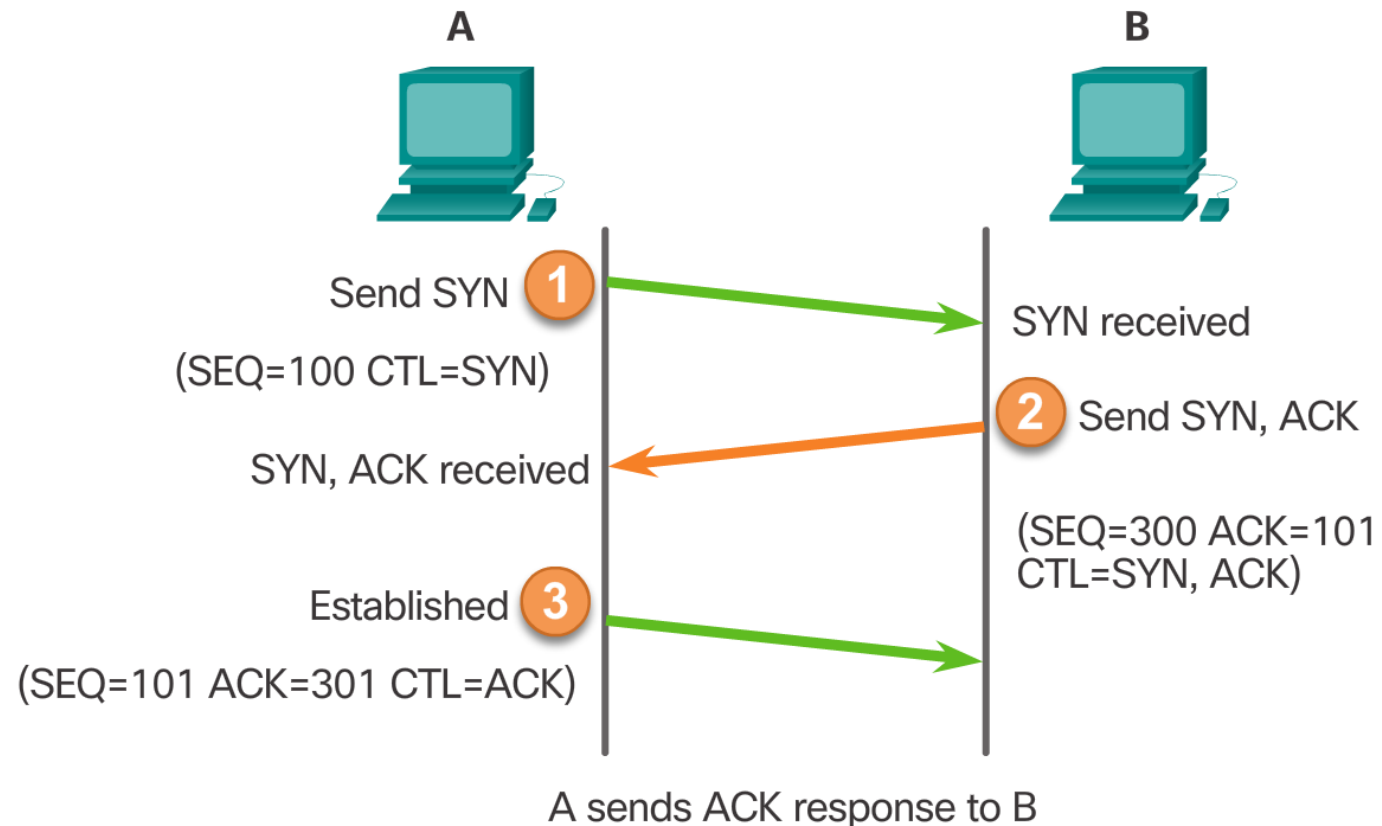 A
B
Send SYN 1
SYN received
(SEQ=100 CTL=SYN)
2 Send SYN, ACK
SYN, ACK received
(SEQ=300 ACK=101
CTL=SYN, ACK)
Established 3
(SEQ=101 ACK=301 CTL=ACK)
A sends ACK response to B